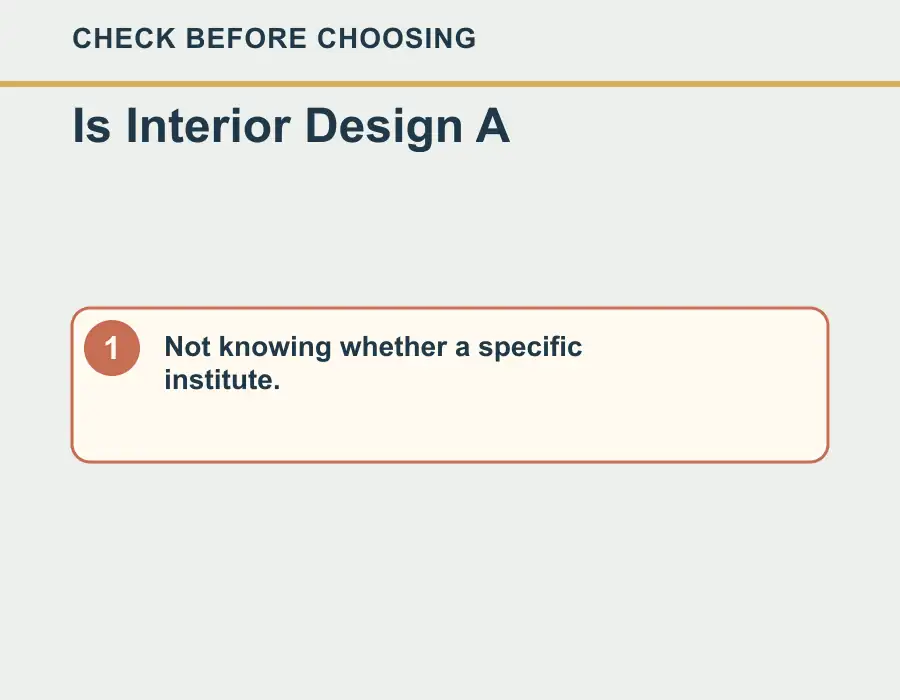 CHECK BEFORE CHOOSING
Is Interior Design A
1
Not knowing whether a specific
institute.